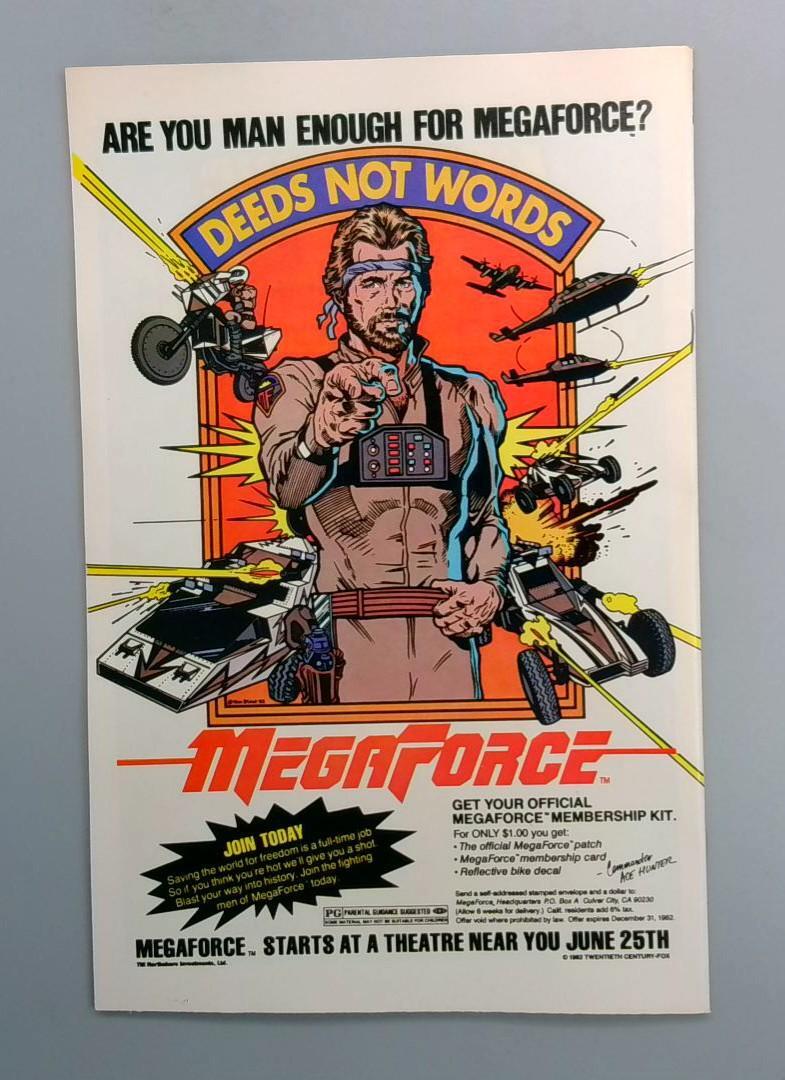 ARE YOU MAN ENOUGH FOR MEGAFORCE?
DEEDS NOT WORDS
MEGAFORCE™
JOIN TODAY
Saving the world for freedom is a full-time job
So if you think you're hot we'll give you a shot.
Blast your way into history. Join the fighting
men of MegaForce™ today.
GET YOUR OFFICIAL
MEGAFORCE™ MEMBERSHIP KIT.
For ONLY $1.00 you get:
• The official MegaForce™ patch
• MegaForce™ membership card
• Reflective bike decal
- Commander
ACE HUNTER
Send a self-addressed stamped envelope and a dollar to:
MegaForce, Headquarters P.O. Box A Culver City, CA 90230
(Allow 6 weeks for delivery.) Calif. residents add 6% tax.
Offer void where prohibited by law. Offer expires December 31, 1982.
PG PARENTAL GUIDANCE SUGGESTED
SOME MATERIAL MAY NOT BE SUITABLE FOR CHILDREN
MEGAFORCE™ STARTS AT A THEATRE NEAR YOU JUNE 25TH
TM Northshore Investments, Ltd.
© 1982 TWENTIETH CENTURY-FOX